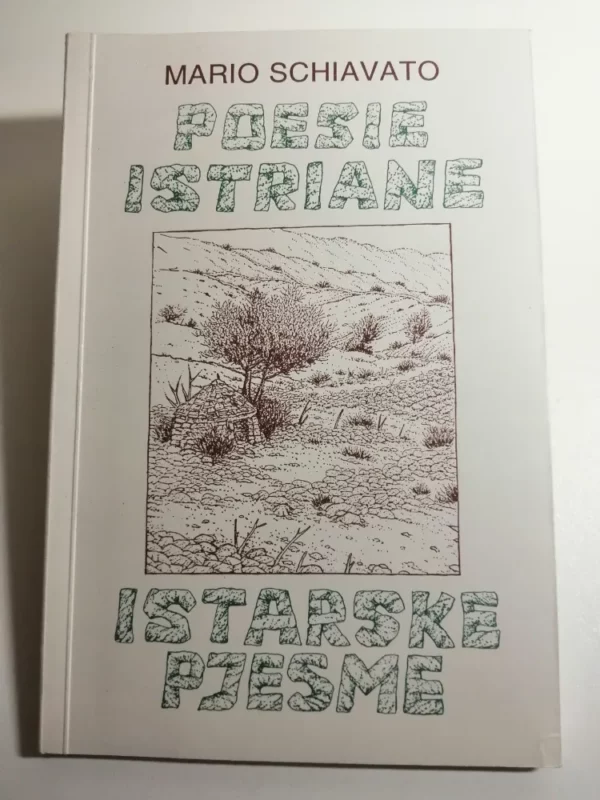 MARIO SCHIAVATO
POESIE
ISTRIANE
ISTARSKE
PJESME